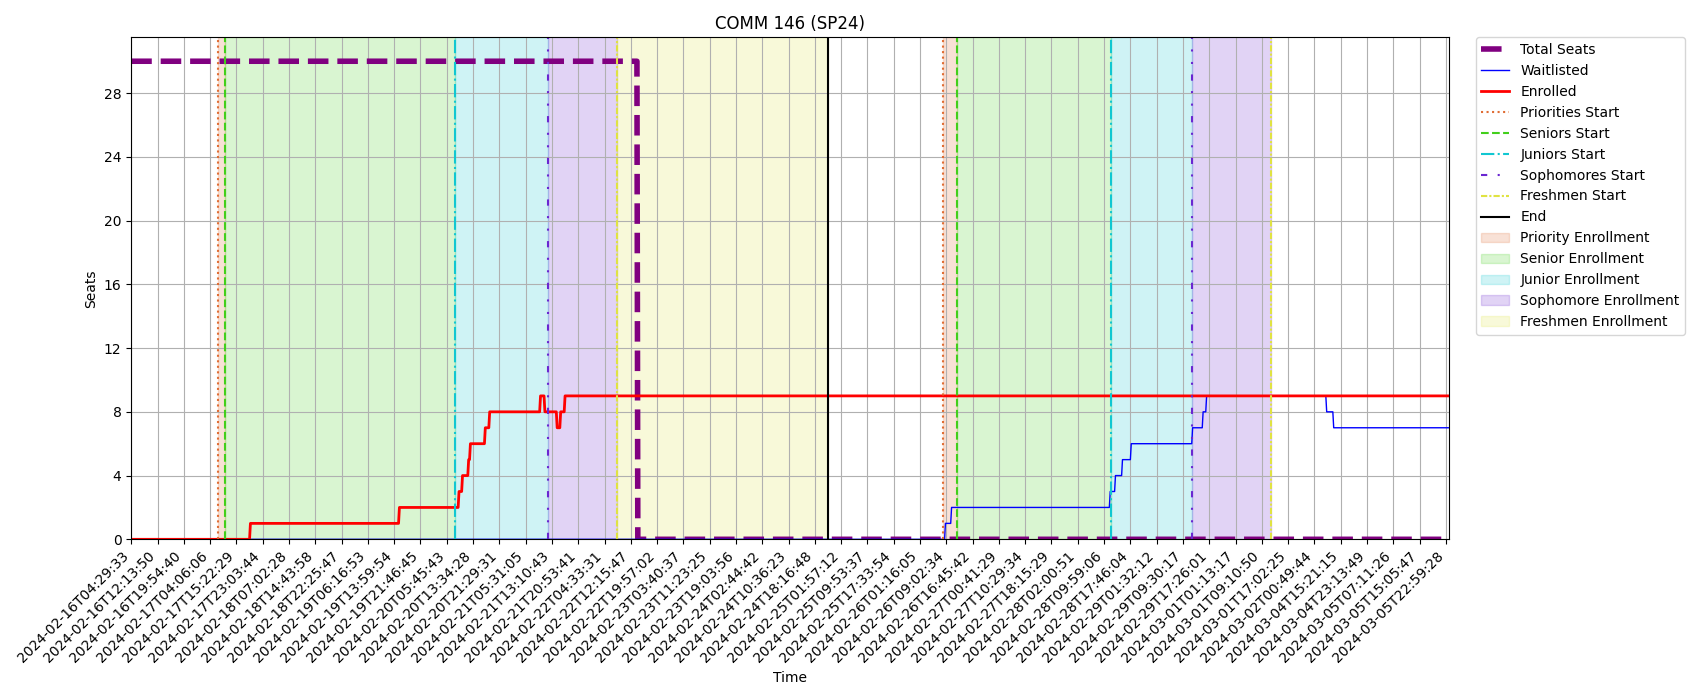 COMM 146 (SP24)
Total Seats
Waitlisted
Enrolled
Priorities Start
Seniors Start
Juniors Start
Sophomores Start
Freshmen Start
End
Priority Enrollment
Senior Enrollment
Junior Enrollment
Sophomore Enrollment
Freshmen Enrollment
Seats
28
24
20
16
12
8
4
0
2024-02-16T04:29:33
2024-02-16T12:13:50
2024-02-16T19:54:40
2024-02-17T04:06:06
2024-02-17T15:22:29
2024-02-17T23:03:44
2024-02-18T07:02:28
2024-02-18T14:43:58
2024-02-18T22:25:47
2024-02-19T06:16:53
2024-02-19T13:59:54
2024-02-19T21:46:45
2024-02-20T05:45:43
2024-02-20T13:34:28
2024-02-20T21:29:31
2024-02-21T05:31:05
2024-02-21T13:10:43
2024-02-21T20:53:41
2024-02-22T04:33:31
2024-02-22T12:15:47
2024-02-22T19:57:02
2024-02-23T03:40:37
2024-02-23T11:23:25
2024-02-23T19:03:56
2024-02-24T02:44:42
2024-02-24T10:36:23
2024-02-24T18:16:48
2024-02-25T01:57:12
2024-02-25T09:53:37
2024-02-25T17:33:54
2024-02-26T01:16:05
2024-02-26T09:02:34
2024-02-26T16:45:42
2024-02-27T00:41:29
2024-02-27T10:29:34
2024-02-27T18:15:29
2024-02-28T02:00:51
2024-02-28T09:59:06
2024-02-28T17:46:04
2024-02-29T01:32:12
2024-02-29T09:30:17
2024-02-29T17:26:01
2024-03-01T01:13:17
2024-03-01T09:10:50
2024-03-01T17:02:25
2024-03-02T00:49:44
2024-03-04T15:21:15
2024-03-04T23:13:49
2024-03-05T07:11:26
2024-03-05T15:05:47
2024-03-05T22:59:28
Time